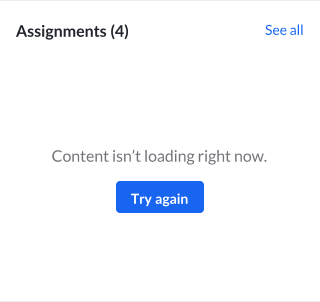 Assignments (4)
See all
Content isn’t loading right now.
Try again